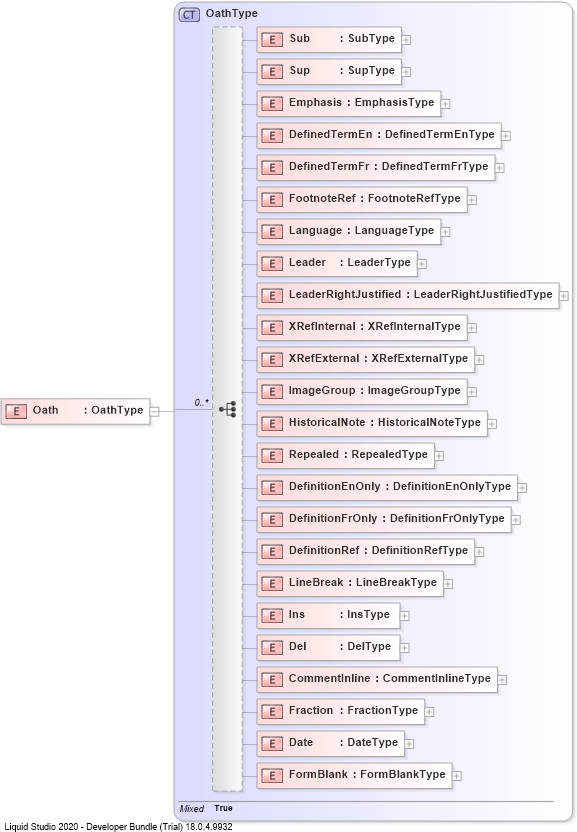 CT OathType
E Sub : SubType
E Sup : SupType
E Emphasis : EmphasisType
E DefinedTermEn : DefinedTermEnType
E DefinedTermFr : DefinedTermFrType
E FootnoteRef : FootnoteRefType
E Language : LanguageType
E Leader : LeaderType
E LeaderRightJustified : LeaderRightJustifiedType
E XRefInternal : XRefInternalType
E XRefExternal : XRefExternalType
E ImageGroup : ImageGroupType
E Oath : OathType
0..*
E HistoricalNote : HistoricalNoteType
E Repealed : RepealedType
E DefinitionEnOnly : DefinitionEnOnlyType
E DefinitionFrOnly : DefinitionFrOnlyType
E DefinitionRef : DefinitionRefType
E LineBreak : LineBreakType
E Ins : InsType
E Del : DelType
E CommentInline : CommentInlineType
E Fraction : FractionType
E Date : DateType
E FormBlank : FormBlankType
Mixed True
Liquid Studio 2020 - Developer Bundle (Trial) 18.0.4.9932